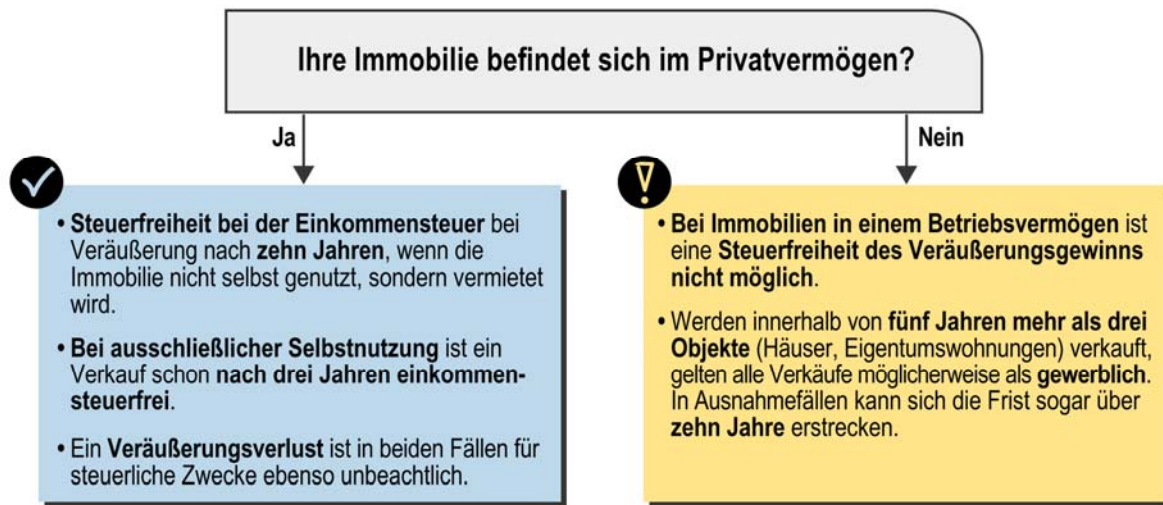 Ihre Immobilie befindet sich im Privatvermögen?
Ja
Nein
• Steuerfreiheit bei der Einkommensteuer bei
Veräußerung nach zehn Jahren, wenn die
Immobilie nicht selbst genutzt, sondern vermietet
wird.
• Bei ausschließlicher Selbstnutzung ist ein
Verkauf schon nach drei Jahren einkommen-
steuerfrei.
• Ein Veräußerungsverlust ist in beiden Fällen für
steuerliche Zwecke ebenso unbeachtlich.
• Bei Immobilien in einem Betriebsvermögen ist
eine Steuerfreiheit des Veräußerungsgewinns
nicht möglich.
• Werden innerhalb von fünf Jahren mehr als drei
Objekte (Häuser, Eigentumswohnungen) verkauft,
gelten alle Verkäufe möglicherweise als gewerblich.
In Ausnahmefällen kann sich die Frist sogar über
zehn Jahre erstrecken.